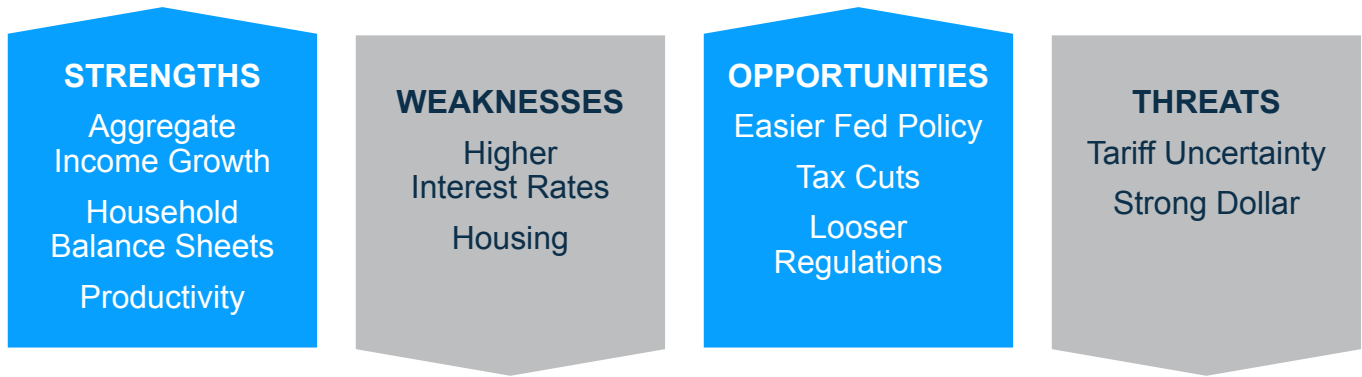 STRENGTHS
Aggregate
Income Growth
Household
Balance Sheets
Productivity
WEAKNESSES
Higher
Interest Rates
Housing
OPPORTUNITIES
Easier Fed Policy
Tax Cuts
Looser
Regulations
THREATS
Tariff Uncertainty
Strong Dollar